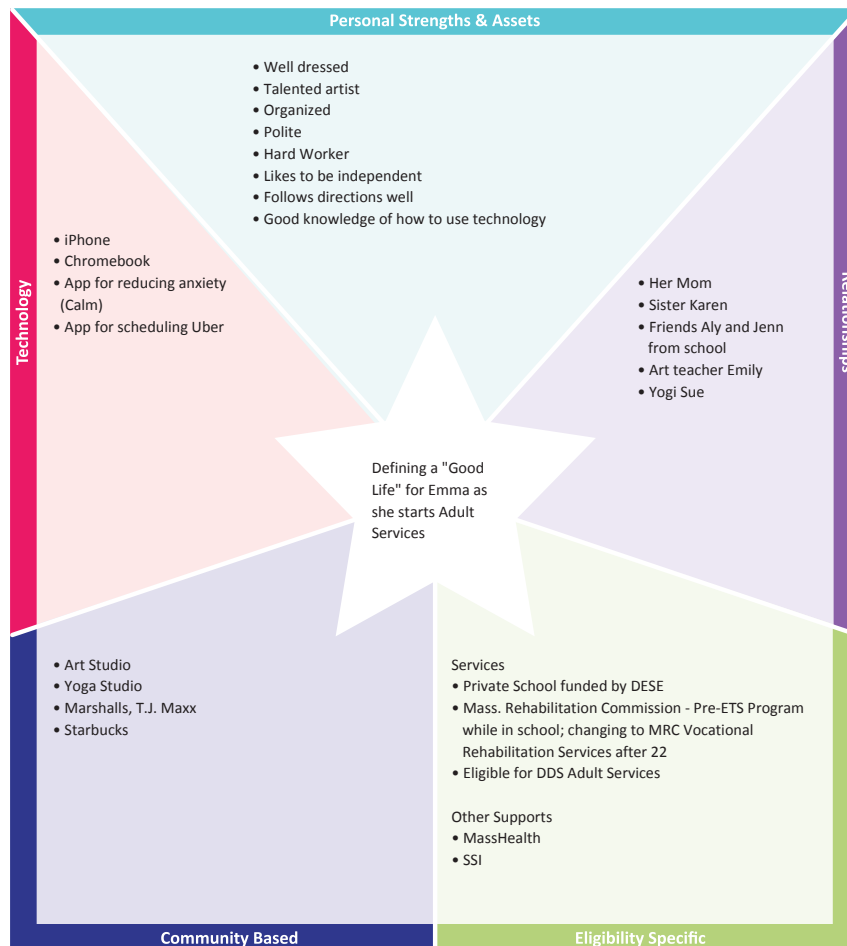 Personal Strengths & Assets
• Well dressed
• Talented artist
• Organized
• Polite
• Hard Worker
• Likes to be independent
• Follows directions well
• Good knowledge of how to use technology
Technology
• iPhone
• Chromebook
• App for reducing anxiety
(Calm)
• App for scheduling Uber
Relationships
• Her Mom
• Sister Karen
• Friends Aly and Jenn
from school
• Art teacher Emily
• Yogi Sue
Defining a "Good
Life" for Emma as
she starts Adult
Services
• Art Studio
• Yoga Studio
• Marshalls, T.J. Maxx
• Starbucks
Community Based
Services
• Private School funded by DESE
• Mass. Rehabilitation Commission - Pre-ETS Program
while in school; changing to MRC Vocational
Rehabilitation Services after 22
• Eligible for DDS Adult Services
Other Supports
• MassHealth
• SSI
Eligibility Specific